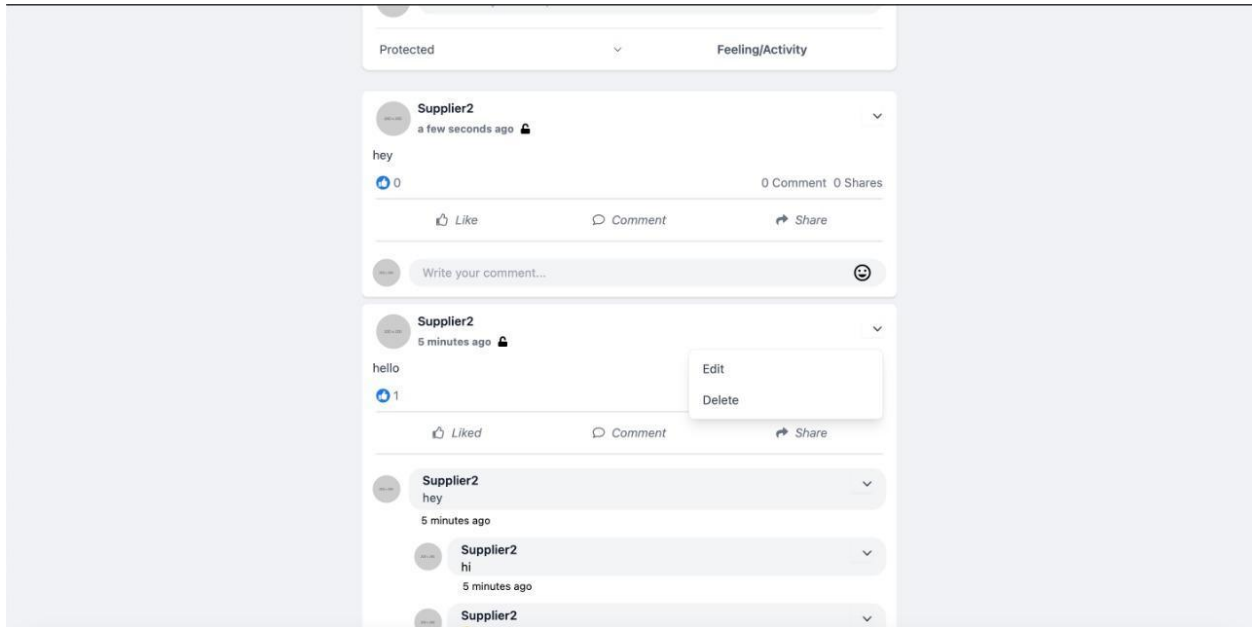 Protected
Feeling/Activity
Supplier2
a few seconds ago
hey
0
0 Comment 0 Shares
Like
Comment
Share
Write your comment...
Supplier2
5 minutes ago
hello
Edit
Delete
1
Liked
Comment
Share
Supplier2
hey
5 minutes ago
Supplier2
hi
5 minutes ago
Supplier2